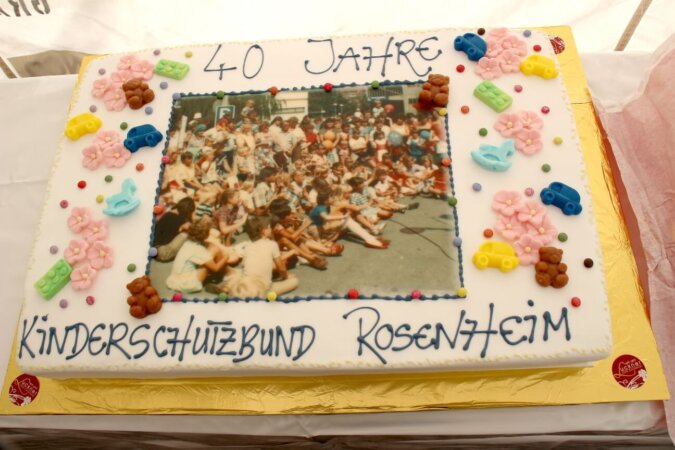 40 JAHRE
KINDERSCHUTZBUND ROSENHEIM